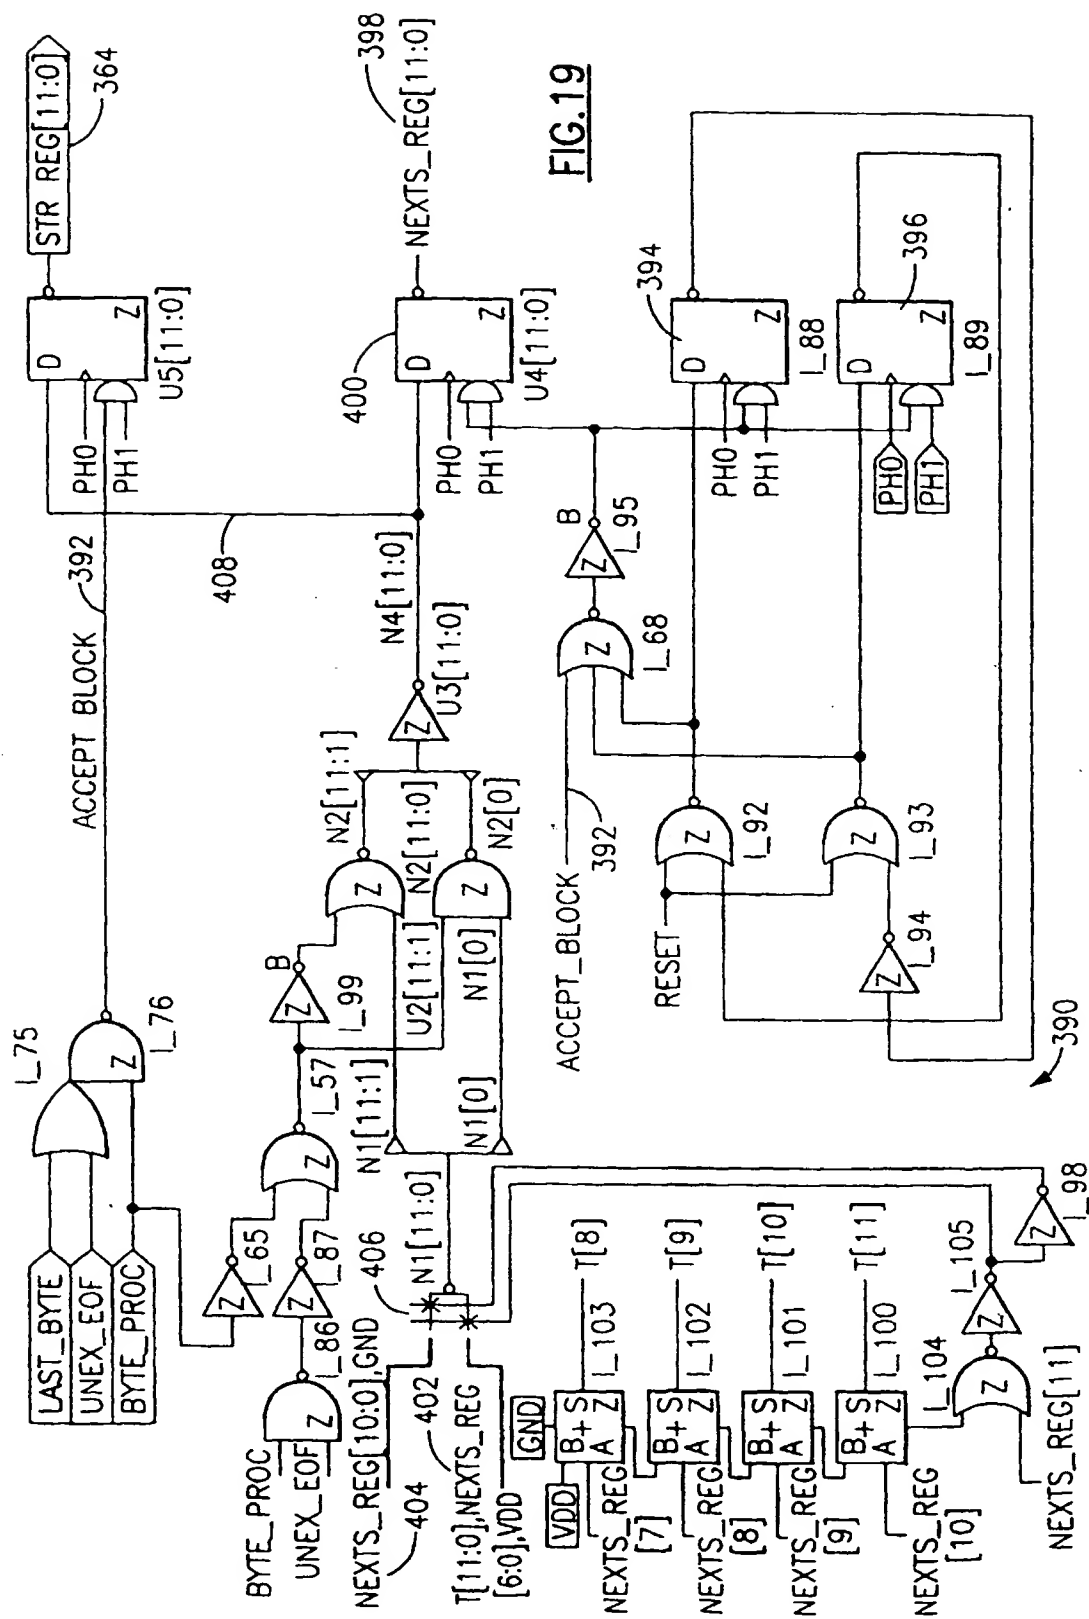 STR REG[11:0]
364
D
Z
PH0
PH1
U5[11:0]
ACCEPT BLOCK
392
I_75
I_76
Z
LAST_BYTE
UNEX_EOF
BYTE_PROC
398
NEXTS_REG[11:0]
400
D
Z
PH0
PH1
U4[11:0]
408
N4[11:0]
Z
U3[11:0]
N2[11:1]
N2[11:0]
N2[0]
Z
Z
B
Z
I_99
U2[11:1]
N1[0]
I_57
Z
N1[11:1]
N1[0]
Z
I_65
Z
I_87
I_86
Z
BYTE_PROC
UNEX_EOF
N1[11:0]
406
NEXTS_REG[10:0],GND
404
402
T[11:0],NEXTS_REG
[6:0],VDD
FIG.19
394
D
Z
I_88
PH0
PH1
396
Z
I_89
PH0
PH1
B
Z
I_95
Z
I_68
ACCEPT_BLOCK
392
RESET
Z
I_92
Z
I_93
Z
I_94
390
GND
VDD
B+ S
A Z
I_103
T[8]
NEXTS_REG
[7]
B+ S
A Z
I_102
T[9]
NEXTS_REG
[8]
B+ S
A Z
I_101
T[10]
NEXTS_REG
[9]
B+ S
A Z
I_100
T[11]
NEXTS_REG
[10]
I_104
Z
I_105
Z
Z
I_98
NEXTS_REG[11]